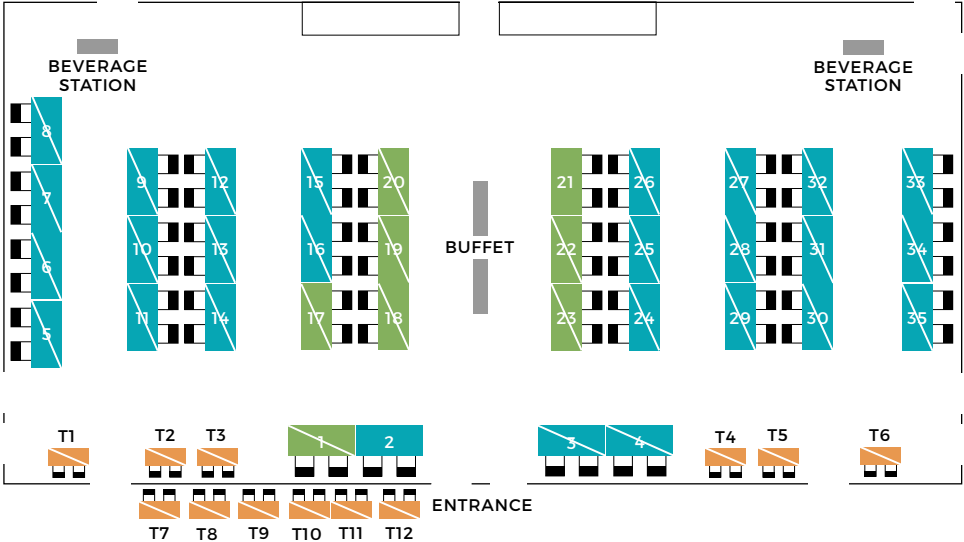 BEVERAGE
STATION
BEVERAGE
STATION
8
7
6
5
9
12
15
20
21
26
27
32
33
10
13
16
19
BUFFET
22
25
28
31
34
11
14
17
18
23
24
29
30
35
T1
T2
T3
1
2
3
4
T4
T5
T6
ENTRANCE
T7
T8
T9
T10
T11
T12